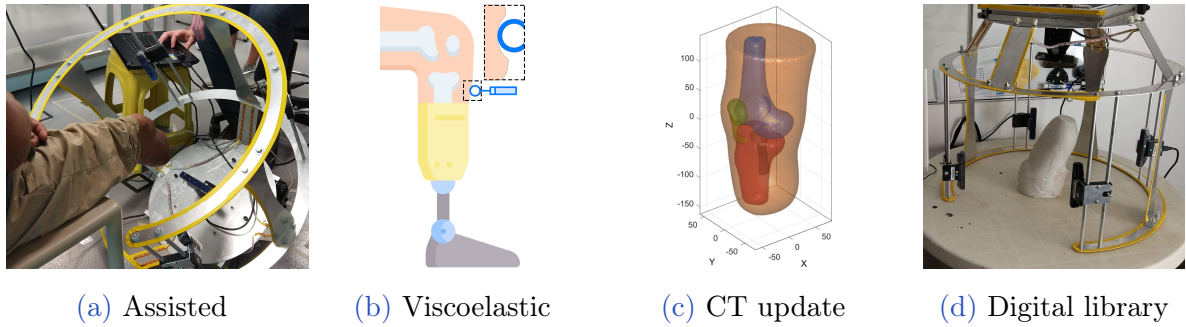 100
50
0
-50
-100
-150
Z
50
0
-50
Y
-50
0
50
X
(a) Assisted
(b) Viscoelastic
(c) CT update
(d) Digital library